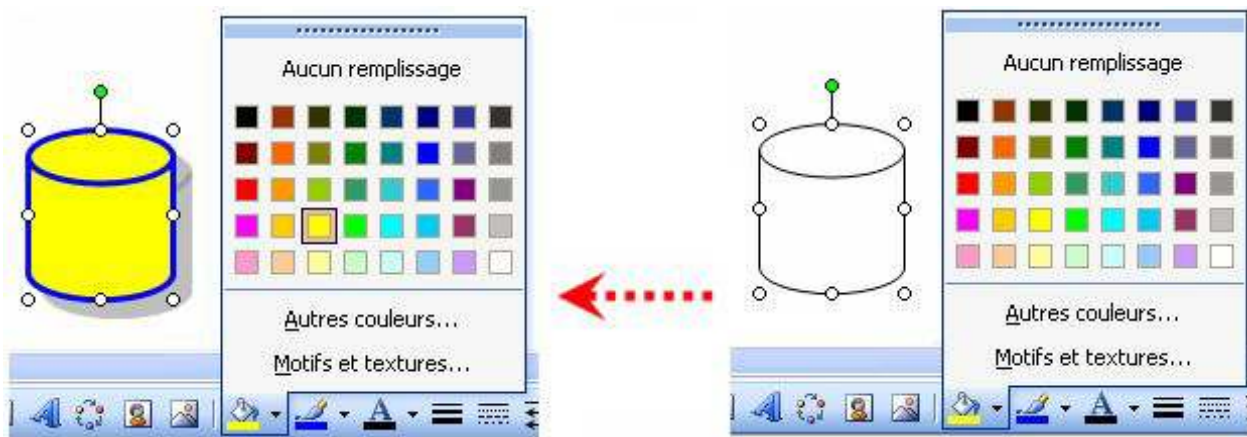 Aucun remplissage
Autres couleurs...
Motifs et textures...
A
A
Aucun remplissage
Autres couleurs...
Motifs et textures...
A
A